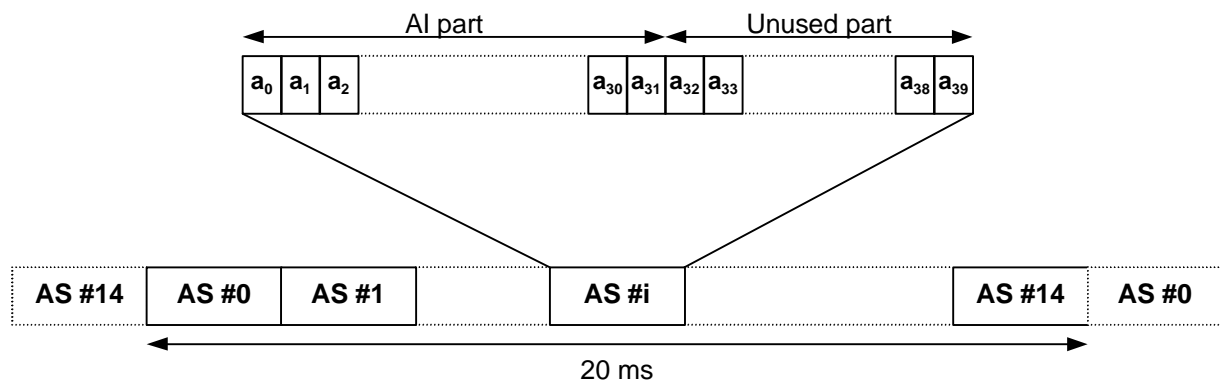 AI part Unused part
a₀ a₁ a₂ a₃₀ a₃₁ a₃₂ a₃₃ a₃₈ a₃₉
AS #14 AS #0 AS #1 AS #i AS #14 AS #0
20 ms